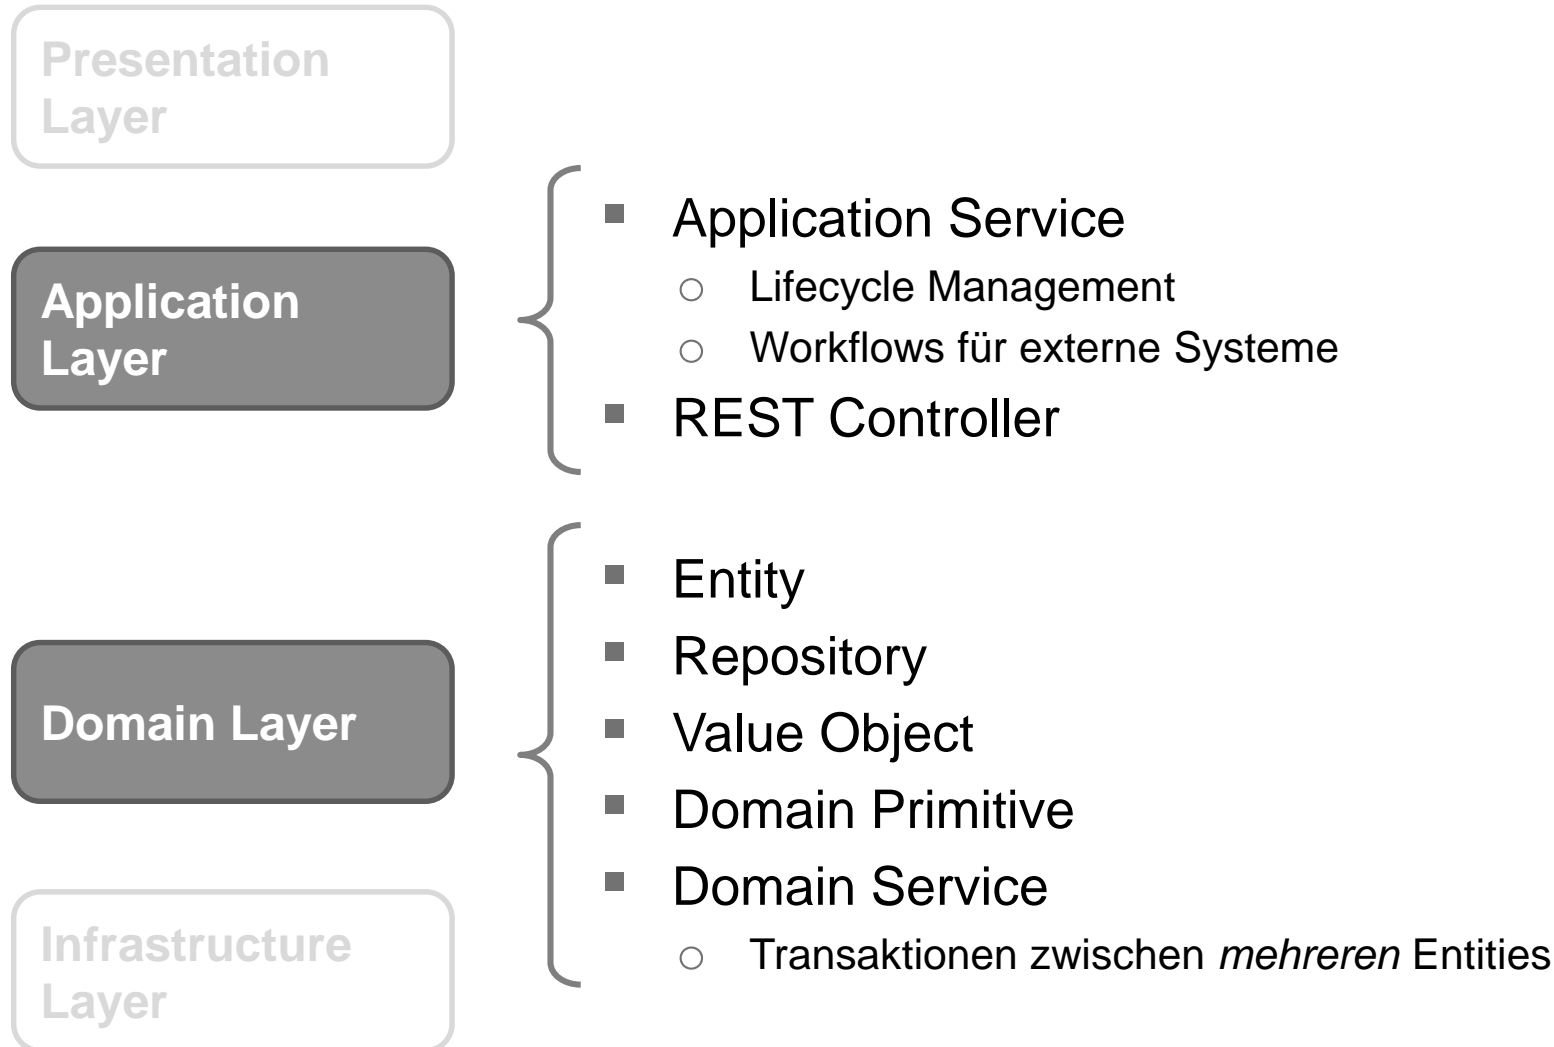 Presentation
Layer
Application
Layer
Application Service
Lifecycle Management
Workflows für externe Systeme
REST Controller
Domain Layer
Entity
Repository
Value Object
Domain Primitive
Domain Service
Transaktionen zwischen mehreren Entities
Infrastructure
Layer